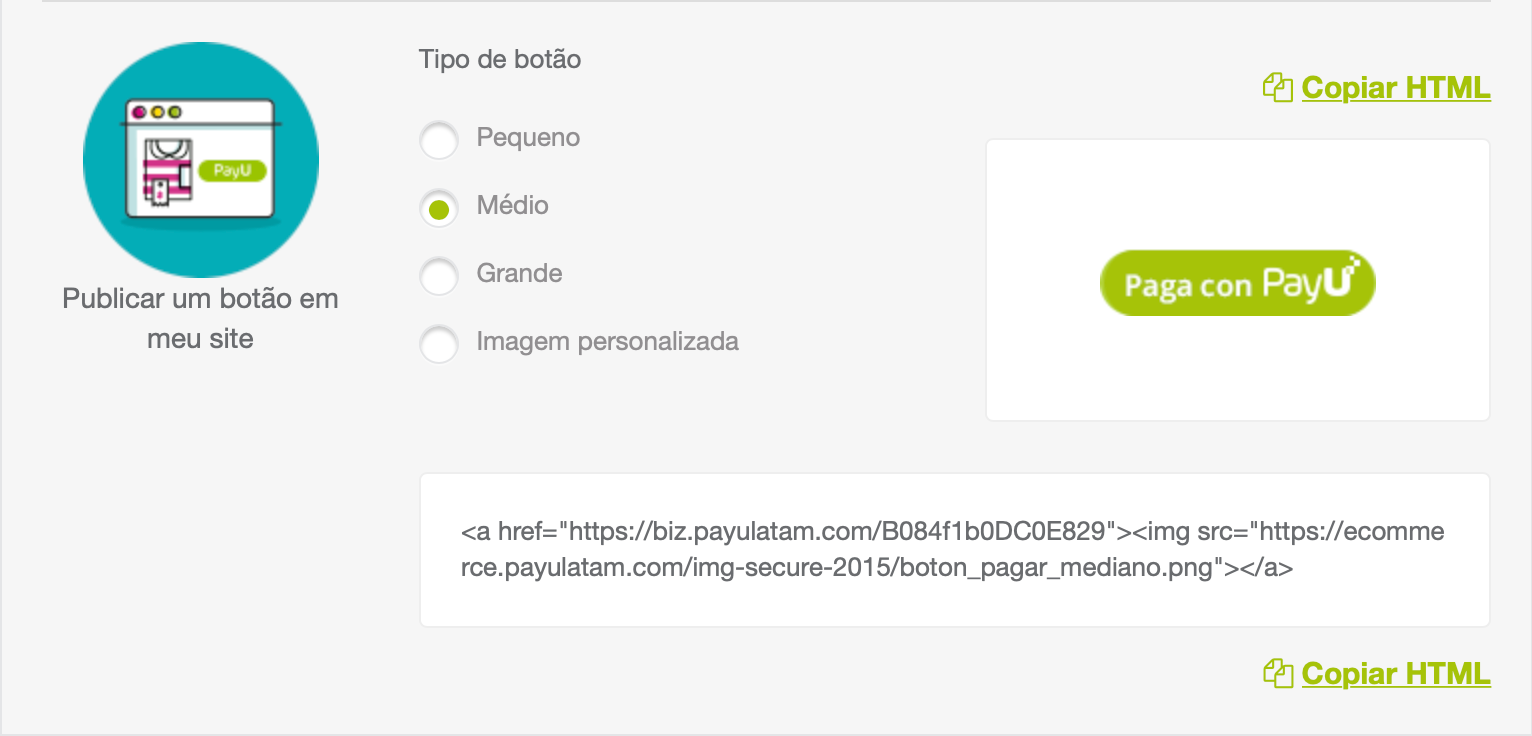 Tipo de botão
Copiar HTML
Pequeno
Médio
Grande
Imagem personalizada
PayU
Publicar um botão em
meu site
Paga con PayU
<a href="https://biz.payulatam.com/B084f1b0DC0E829"><img src="https://ecomme
rce.payulatam.com/img-secure-2015/boton_pagar_mediano.png"></a>
Copiar HTML